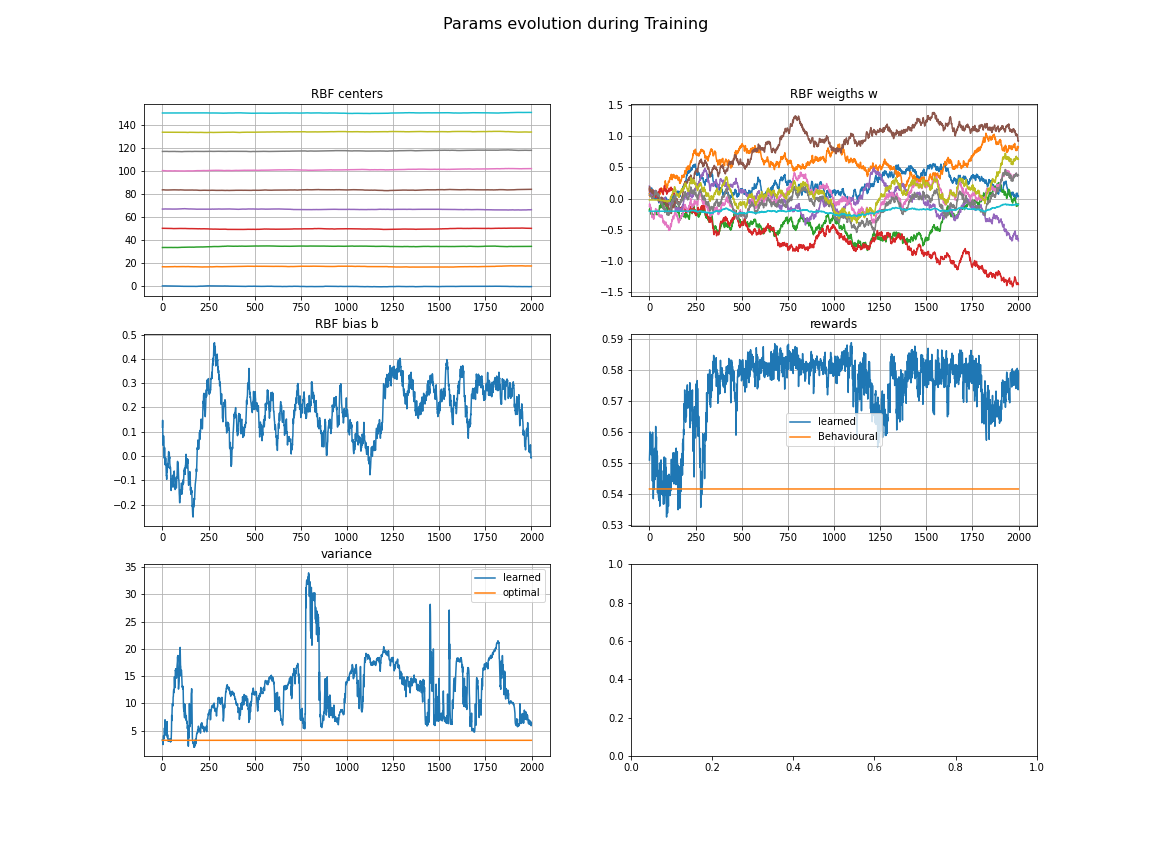 Params evolution during Training
RBF centers
140
120
100
80
60
40
20
0
0 250 500 750 1000 1250 1500 1750 2000
RBF weigths w
1.5
1.0
0.5
0.0
−0.5
−1.0
−1.5
0 250 500 750 1000 1250 1500 1750 2000
RBF bias b
0.5
0.4
0.3
0.2
0.1
0.0
−0.1
−0.2
0 250 500 750 1000 1250 1500 1750 2000
rewards
0.59
0.58
0.57
0.56
0.55
0.54
0.53
learned
Behavioural
0 250 500 750 1000 1250 1500 1750 2000
variance
35
30
25
20
15
10
5
learned
optimal
0 250 500 750 1000 1250 1500 1750 2000
1.0
0.8
0.6
0.4
0.2
0.0
0.0 0.2 0.4 0.6 0.8 1.0